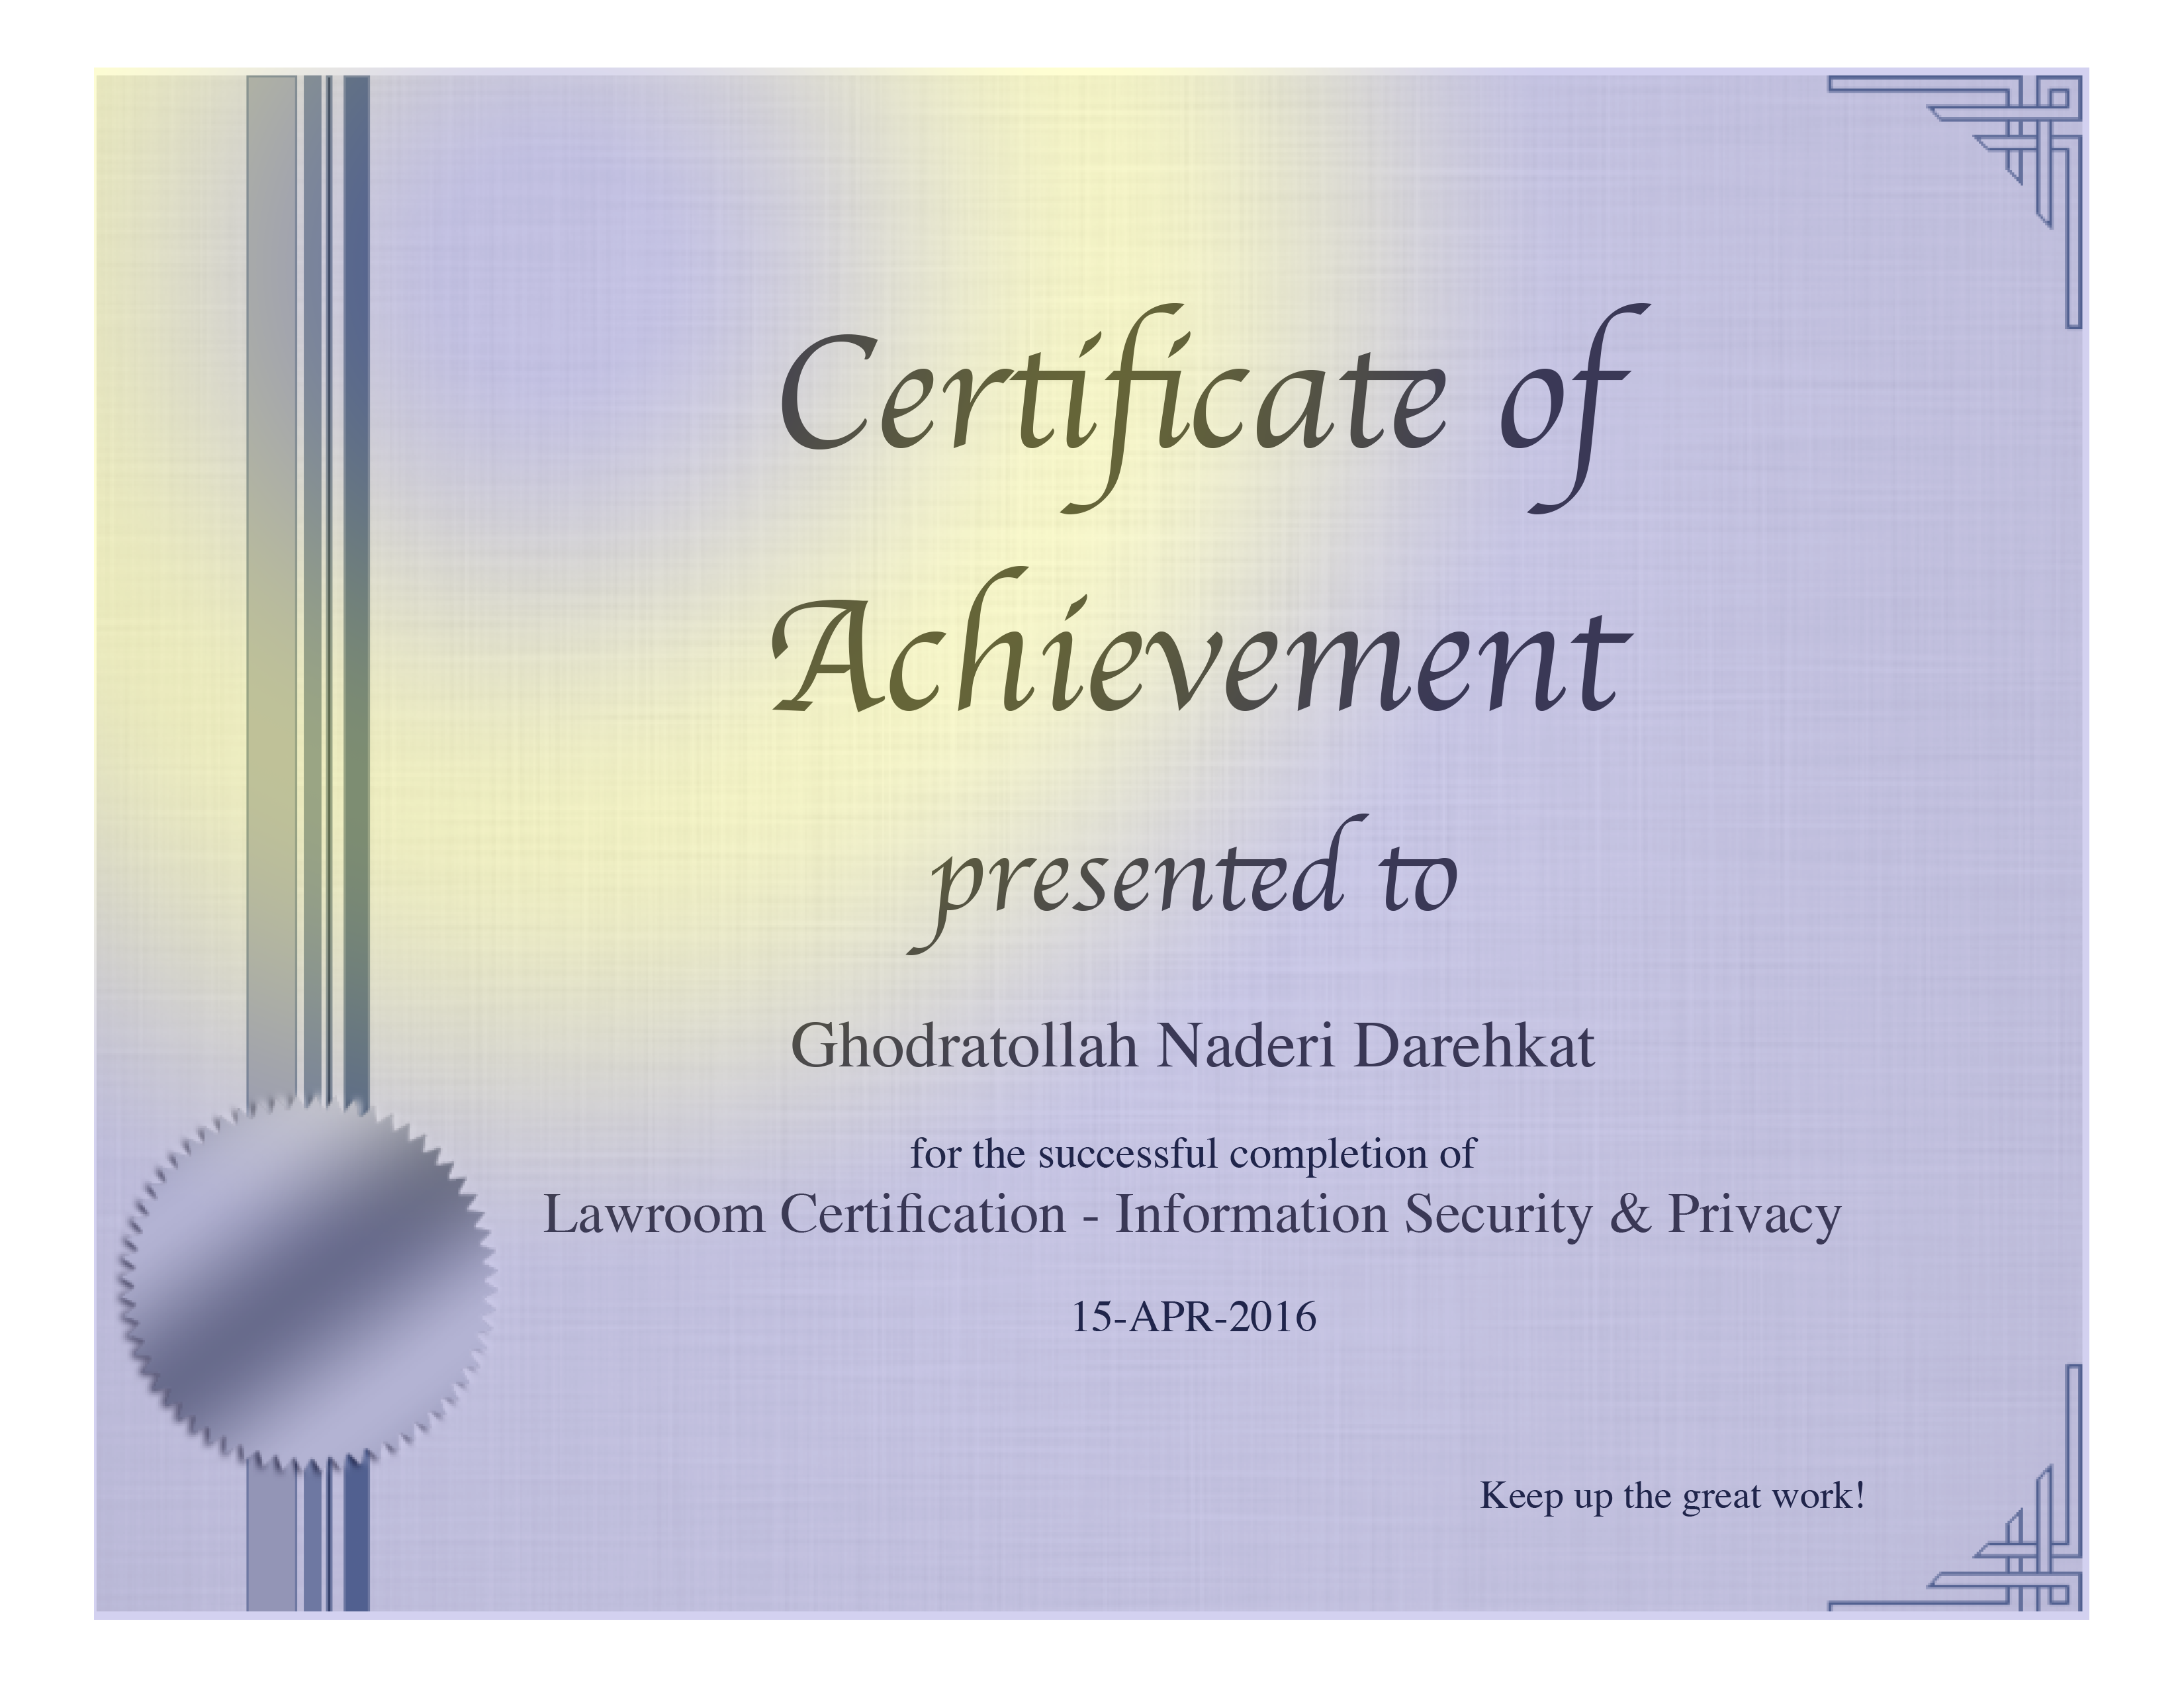 Certificate of
Achievement
presented to
Ghodratollah Naderi Darehkat
for the successful completion of
Lawroom Certification - Information Security & Privacy
15-APR-2016
Keep up the great work!